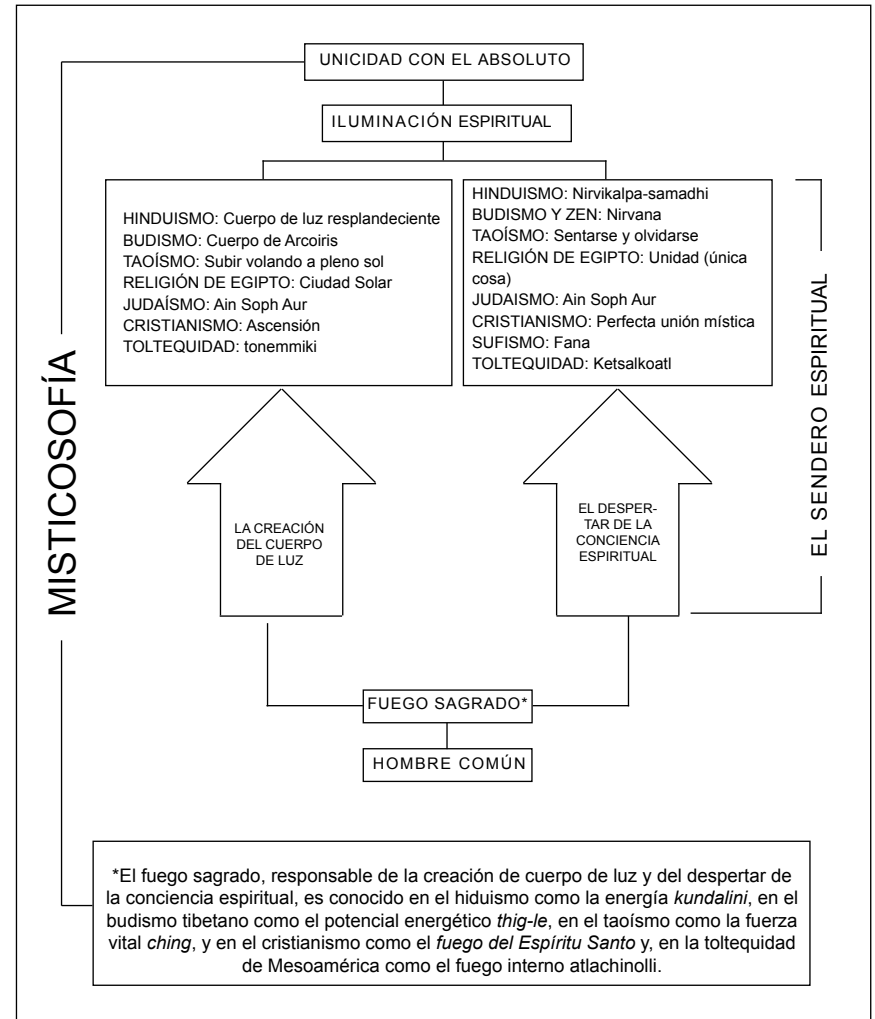 UNICIDAD CON EL ABSOLUTO
ILUMINACIÓN ESPIRITUAL
HINDUISMO: Cuerpo de luz resplandeciente
BUDISMO: Cuerpo de Arcoiris
TAOÍSMO: Subir volando a pleno sol
RELIGIÓN DE EGIPTO: Ciudad Solar
JUDAÍSMO: Ain Soph Aur
CRISTIANISMO: Ascensión
TOLTEQUIDAD: tonemmiki
HINDUISMO: Nirvikalpa-samadhi
BUDISMO Y ZEN: Nirvana
TAOÍSMO: Sentarse y olvidarse
RELIGIÓN DE EGIPTO: Unidad (única
cosa)
JUDAISMO: Ain Soph Aur
CRISTIANISMO: Perfecta unión mística
SUFISMO: Fana
TOLTEQUIDAD: Ketsalkoatl
MISTICOSOFÍA
EL SENDERO ESPIRITUAL
LA CREACIÓN
DEL CUERPO
DE LUZ
EL DESPER-
TAR DE LA
CONCIENCIA
ESPIRITUAL
FUEGO SAGRADO*
HOMBRE COMÚN
*El fuego sagrado, responsable de la creación de cuerpo de luz y del despertar de
la conciencia espiritual, es conocido en el hiduismo como la energía kundalini, en el
budismo tibetano como el potencial energético thig-le, en el taoísmo como la fuerza
vital ching, y en el cristianismo como el fuego del Espíritu Santo y, en la toltequidad
de Mesoamérica como el fuego interno atlachinolli.